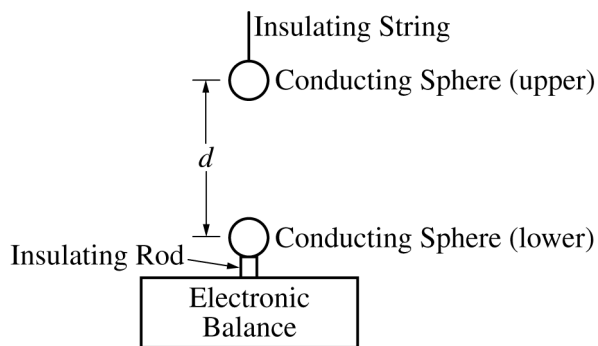 Insulating String
Conducting Sphere (upper)
d
Conducting Sphere (lower)
Insulating Rod
Electronic
Balance